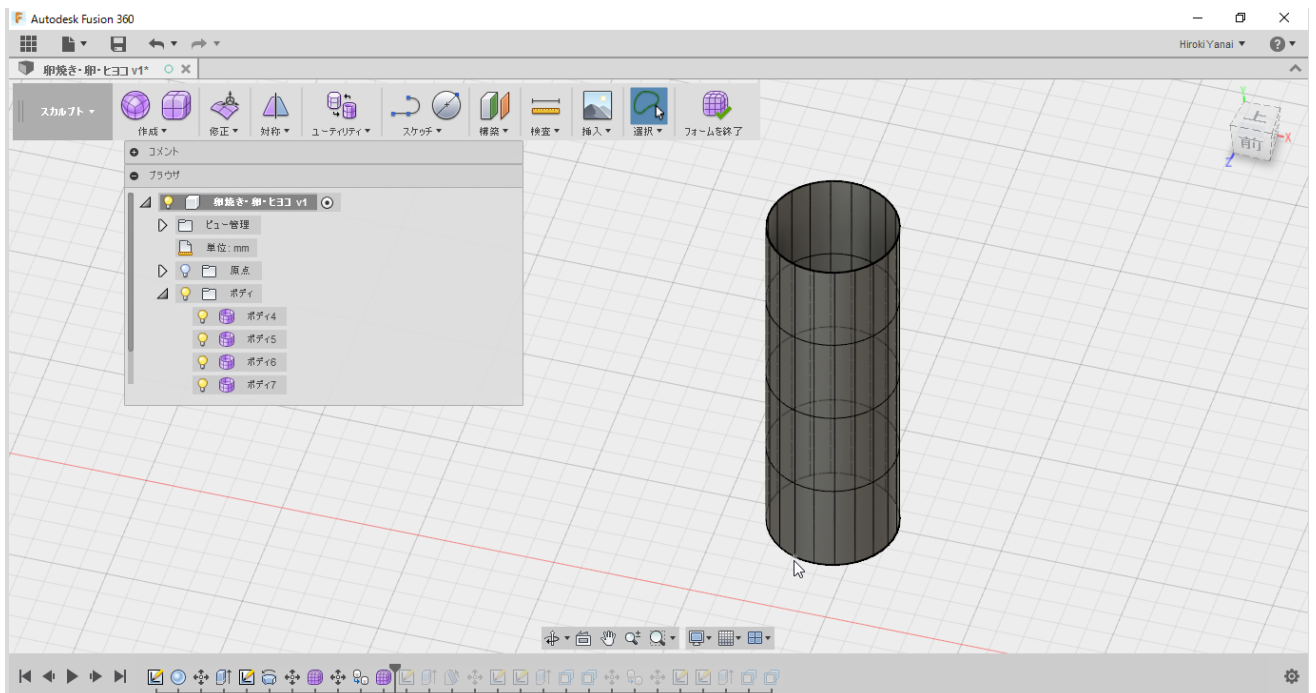 Autodesk Fusion 360
Hiroki Yanai
卵焼き・卵・ヒヨコ v1*
スカルプト
作成 修正 対称 ユーティリティ スケッチ 構築 検査 挿入 選択 フォームを終了
コメント
ブラウザ
卵焼き・卵・ヒヨコ v1
ビュー管理
単位: mm
原点
ボディ
ボディ4
ボディ5
ボディ6
ボディ7
Y
上
前
X
Z